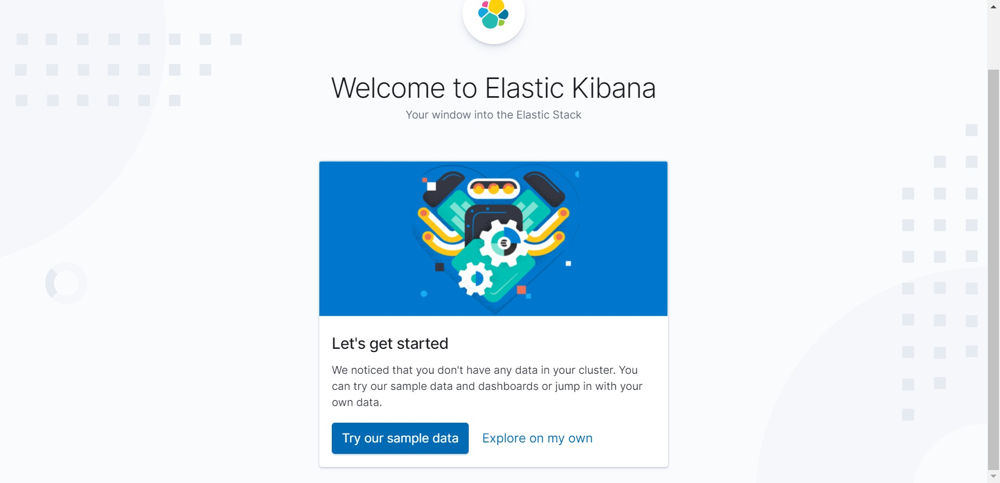 Welcome to Elastic Kibana
Your window into the Elastic Stack
Let's get started
We noticed that you don't have any data in your cluster. You
can try our sample data and dashboards or jump in with your
own data.
Try our sample data
Explore on my own